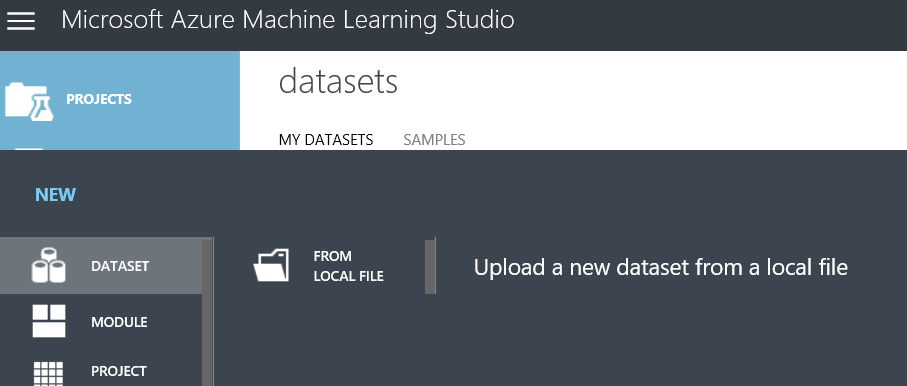 Microsoft Azure Machine Learning Studio
PROJECTS
datasets
MY DATASETS SAMPLES
NEW
DATASET
FROM
LOCAL FILE
Upload a new dataset from a local file
MODULE
PROJECT